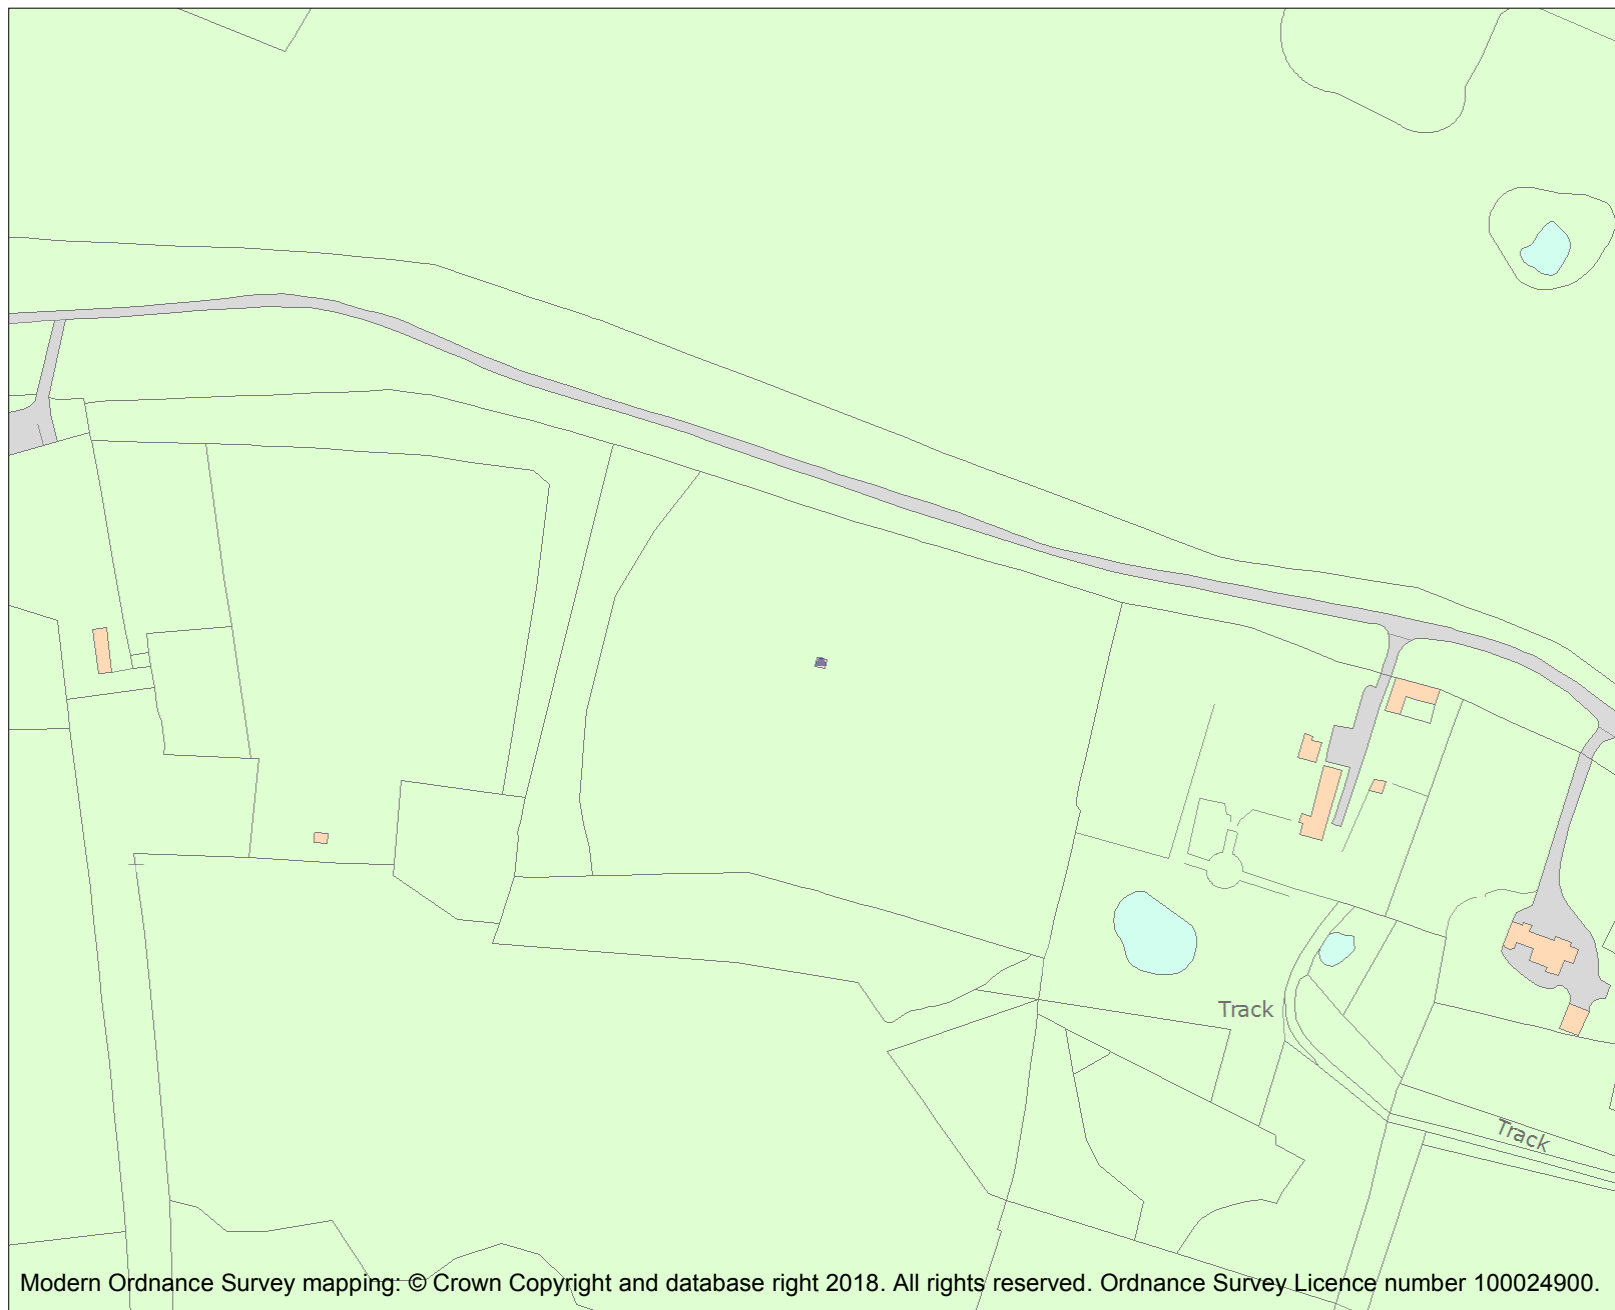 Track
Track
Modern Ordnance Survey mapping: © Crown Copyright and database right 2018. All rights reserved. Ordnance Survey Licence number 100024900.